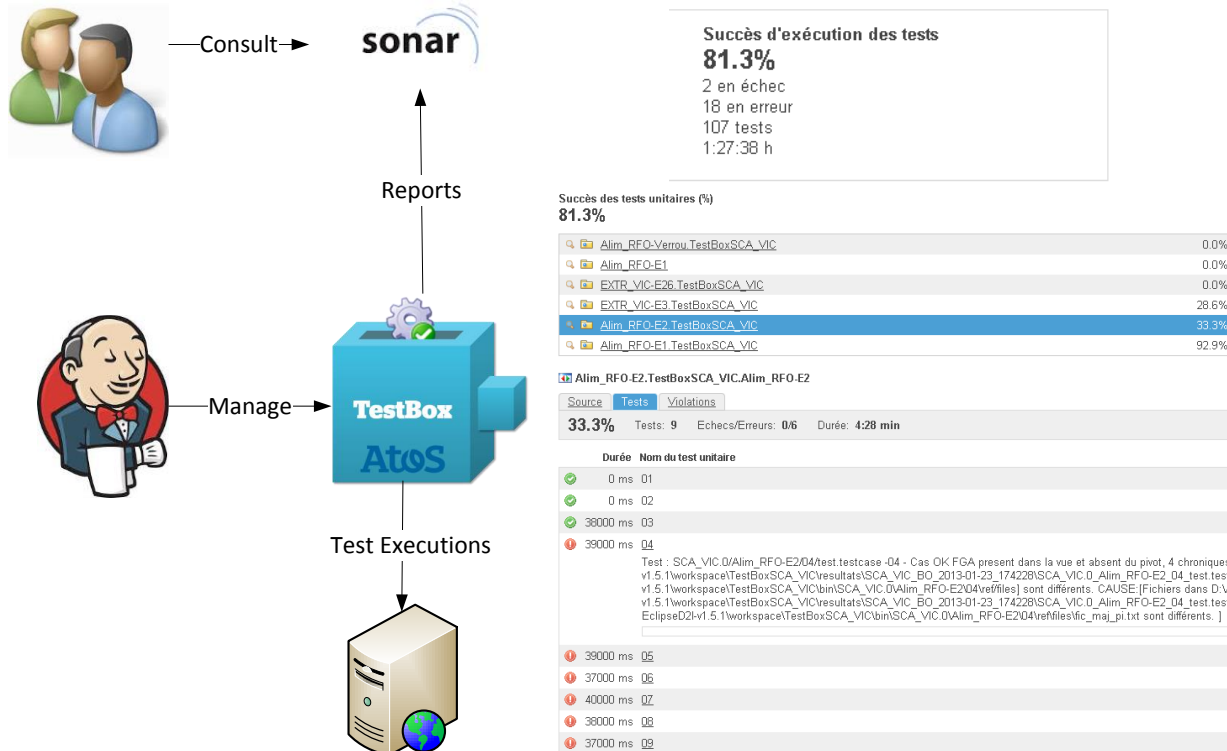 Consult
sonar
Reports
Manage
TestBox
Atos
Test Executions
Succès d'exécution des tests
81.3%
2 en échec
18 en erreur
107 tests
1:27:38 h
Succès des tests unitaires (%)
81.3%
Alim_RFO-Verrou.TestBoxSCA_VIC 0.0%
Alim_RFO-E1 0.0%
EXTR_VIC-E26.TestBoxSCA_VIC 0.0%
EXTR_VIC-E3.TestBoxSCA_VIC 28.6%
Alim_RFO-E2.TestBoxSCA_VIC 33.3%
Alim_RFO-E1.TestBoxSCA_VIC 92.9%
Alim_RFO-E2.TestBoxSCA_VIC.Alim_RFO-E2
Source Tests Violations
33.3% Tests: 9 Echecs/Erreurs: 0/6 Durée: 4:28 min
Durée Nom du test unitaire
0 ms 01
0 ms 02
38000 ms 03
39000 ms 04
Test : SCA_VIC.0/Alim_RFO-E2/04/test.testcase -04 - Cas OK FGA present dans la vue et absent du pivot, 4 chroniques
v1.5.1\workspace\TestBoxSCA_VIC\resultats\SCA_VIC_BO_2013-01-23_174228\SCA_VIC.0_Alim_RFO-E2_04_test.tes
v1.5.1\workspace\TestBoxSCA_VIC\bin\SCA_VIC.0\Alim_RFO-E2\04\ref\files] sont différents. CAUSE:[Fichiers dans D:\
v1.5.1\workspace\TestBoxSCA_VIC\resultats\SCA_VIC_BO_2013-01-23_174228\SCA_VIC.0_Alim_RFO-E2_04_test.tes
EclipseD2I-v1.5.1\workspace\TestBoxSCA_VIC\bin\SCA_VIC.0\Alim_RFO-E2\04\ref\files\fic_maj_pi.txt sont différents. ]
39000 ms 05
37000 ms 06
40000 ms 07
38000 ms 08
37000 ms 09